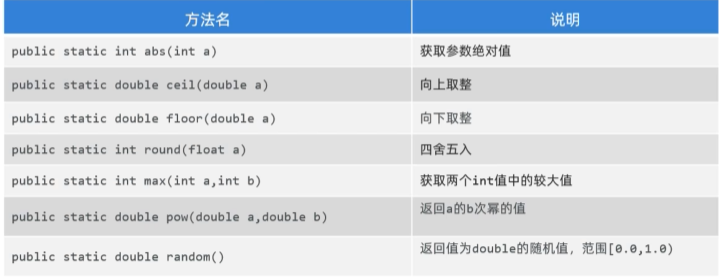 方法名 说明
public static int abs(int a) 获取参数绝对值
public static double ceil(double a) 向上取整
public static double floor(double a) 向下取整
public static int round(float a) 四舍五入
public static int max(int a,int b) 获取两个int值中的较大值
public static double pow(double a,double b) 返回a的b次幂的值
public static double random() 返回值为double的随机值，范围[0.0,1.0)